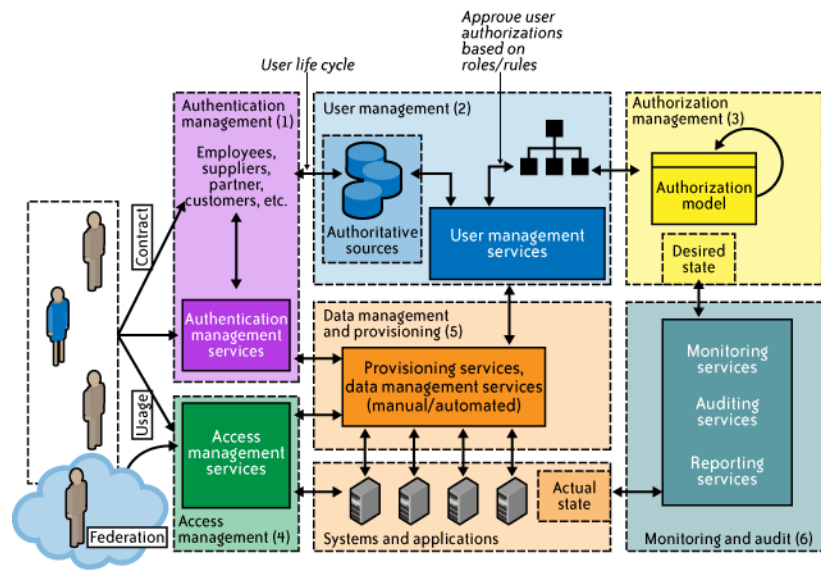 Approve user
authorizations
based on
roles/rules
User life cycle
Authentication
management (1)
Employees,
suppliers,
partner,
customers, etc.
Authentication
management
services
User management (2)
Authoritative
sources
User management
services
Authorization
management (3)
Authorization
model
Desired
state
Contract
Usage
Federation
Data management
and provisioning (5)
Provisioning services,
data management services
(manual/automated)
Access
management
services
Access
management (4)
Actual
state
Systems and applications
Monitoring
services
Auditing
services
Reporting
services
Monitoring and audit (6)